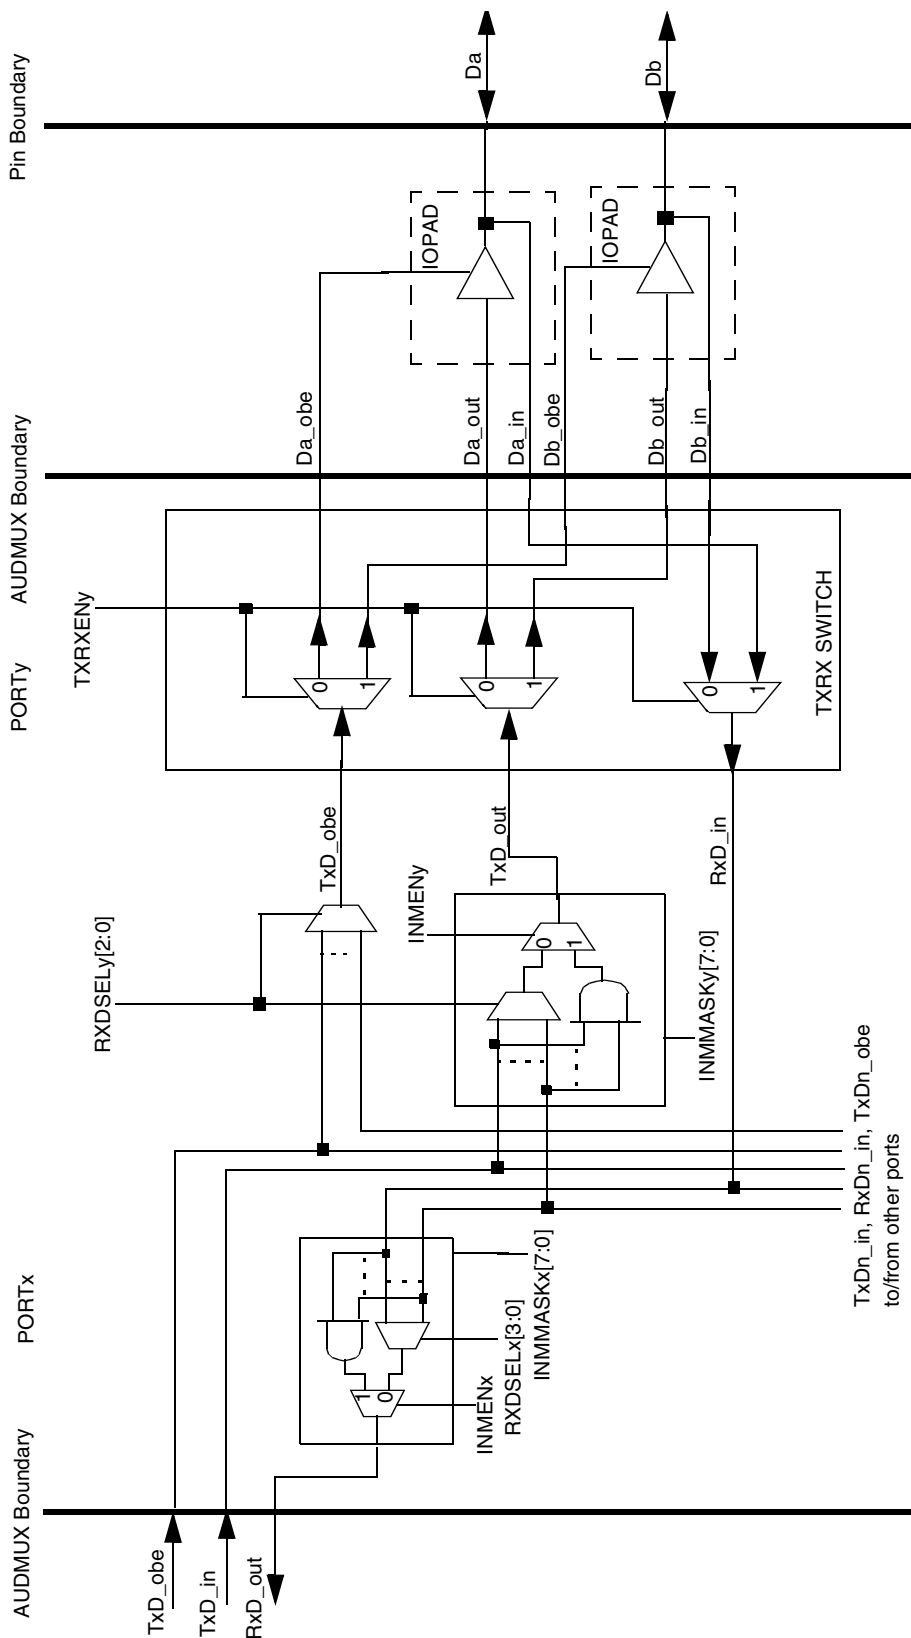 AUDMUX Boundary
PORTx
PORTy
AUDMUX Boundary
Pin Boundary
TXRXENy
RXDSELy[2:0]
TxD_obe
TxD_in
RxD_out
1
0
INMENx
RXDSELx[3:0]
INMMASKx[7:0]
INMENy
0
1
INMMASKy[7:0]
TxD_obe
TxD_out
RxD_in
0
1
0
1
0
1
TXRX SWITCH
Da_obe
Da_out
Da_in
Db_obe
Db_out
Db_in
IOPAD
IOPAD
Da
Db
TxDn_in, RxDn_in, TxDn_obe
to/from other ports